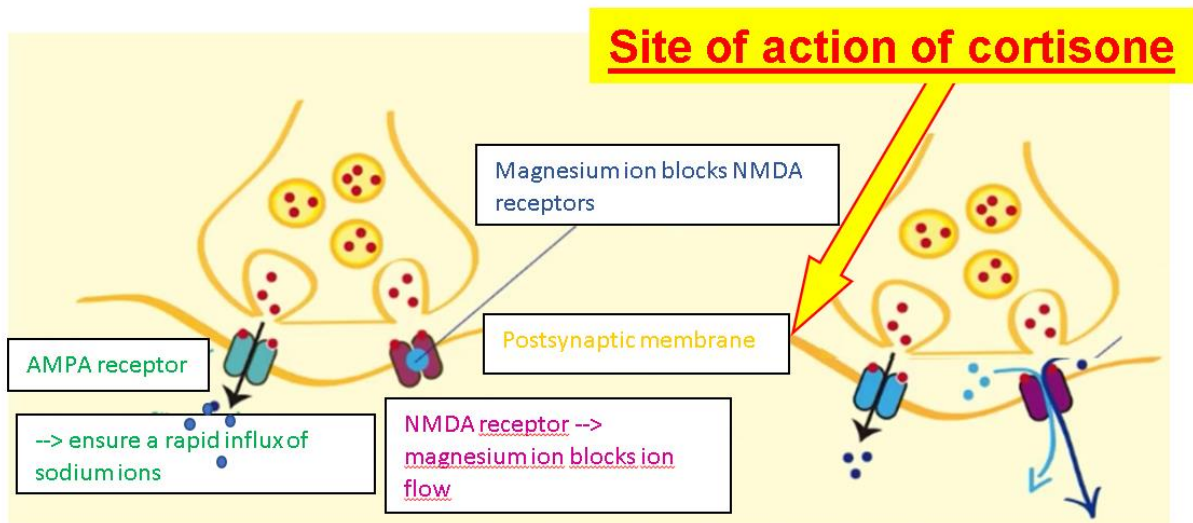 Site of action of cortisone
Magnesium ion blocks NMDA
receptors
Postsynaptic membrane
AMPA receptor
--> ensure a rapid influx of
sodium ions
NMDA receptor -->
magnesium ion blocks ion
flow